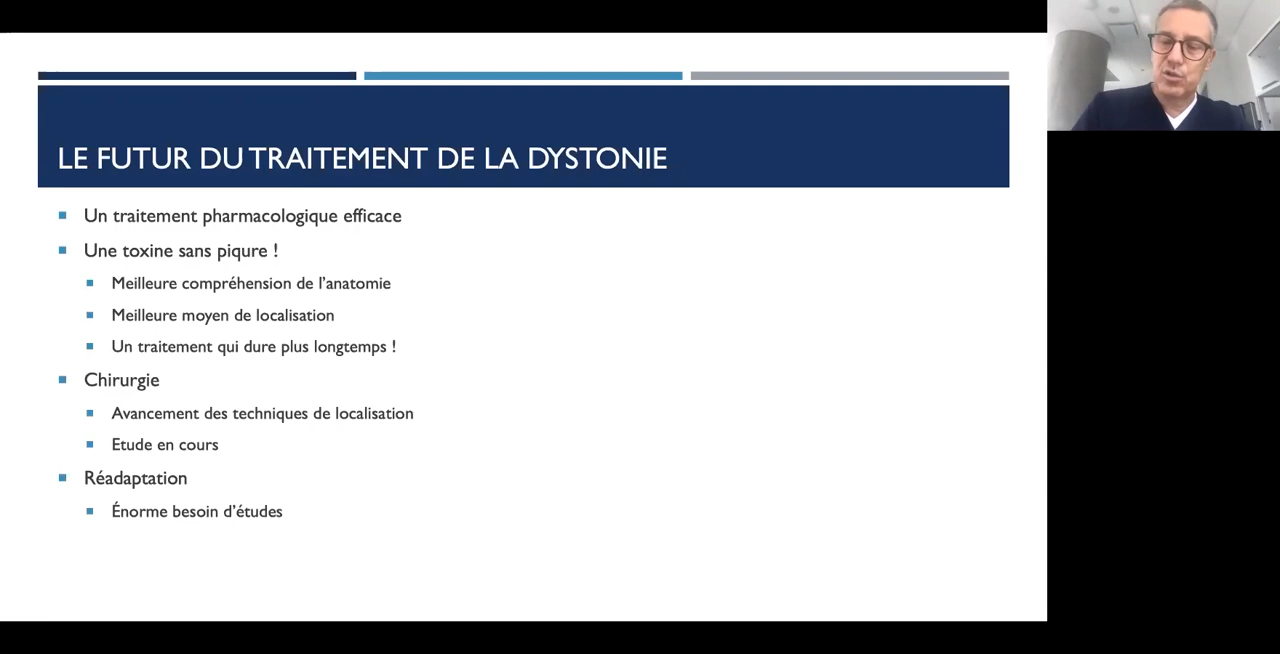 LE FUTUR DU TRAITEMENT DE LA DYSTONIE
Un traitement pharmacologique efficace
Une toxine sans piqure !
Meilleure compréhension de l'anatomie
Meilleure moyen de localisation
Un traitement qui dure plus longtemps !
Chirurgie
Avancement des techniques de localisation
Etude en cours
Réadaptation
Énorme besoin d'études